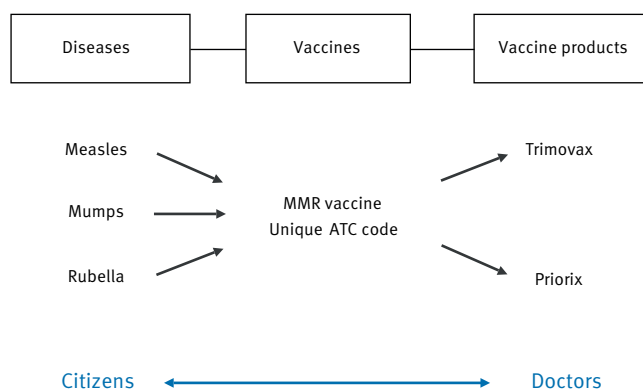 Diseases
Vaccines
Vaccine products
Measles
Mumps
Rubella
MMR vaccine
Unique ATC code
Trimovax
Priorix
Citizens
Doctors